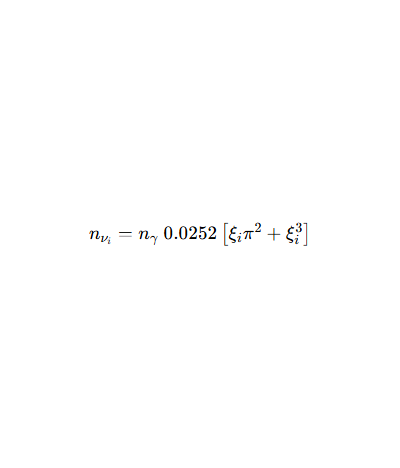 $n_{\nu_i} = n_\gamma \, 0.0252 \left[ \xi_i \pi^2 + \xi_i^3 \right]$